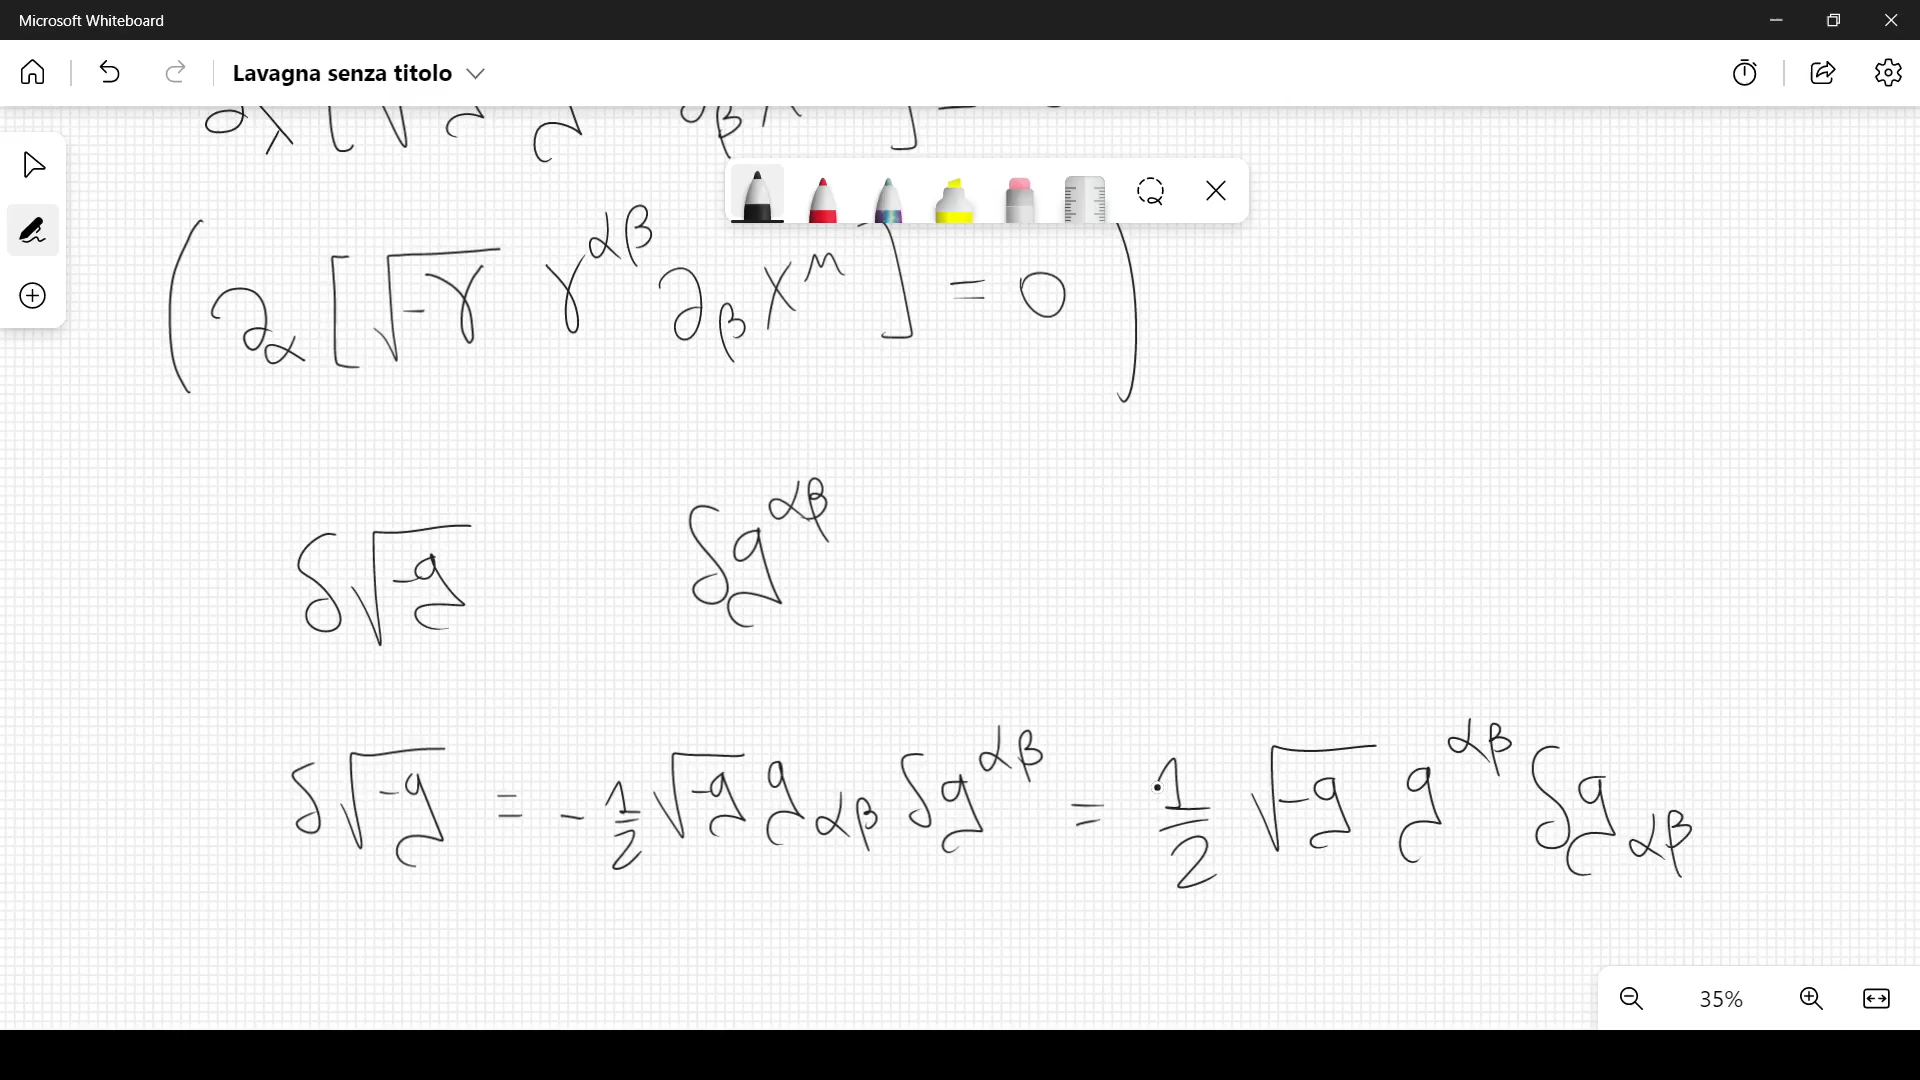 Microsoft Whiteboard
Lavagna senza titolo
(∂_α [√-γ γ^{αβ} ∂_β X^μ] = 0)
δ√-g δg^{αβ}
δ√-g = - 1/2 √-g g_{αβ} δg^{αβ} = 1/2 √-g g^{αβ} δg_{αβ}
35%